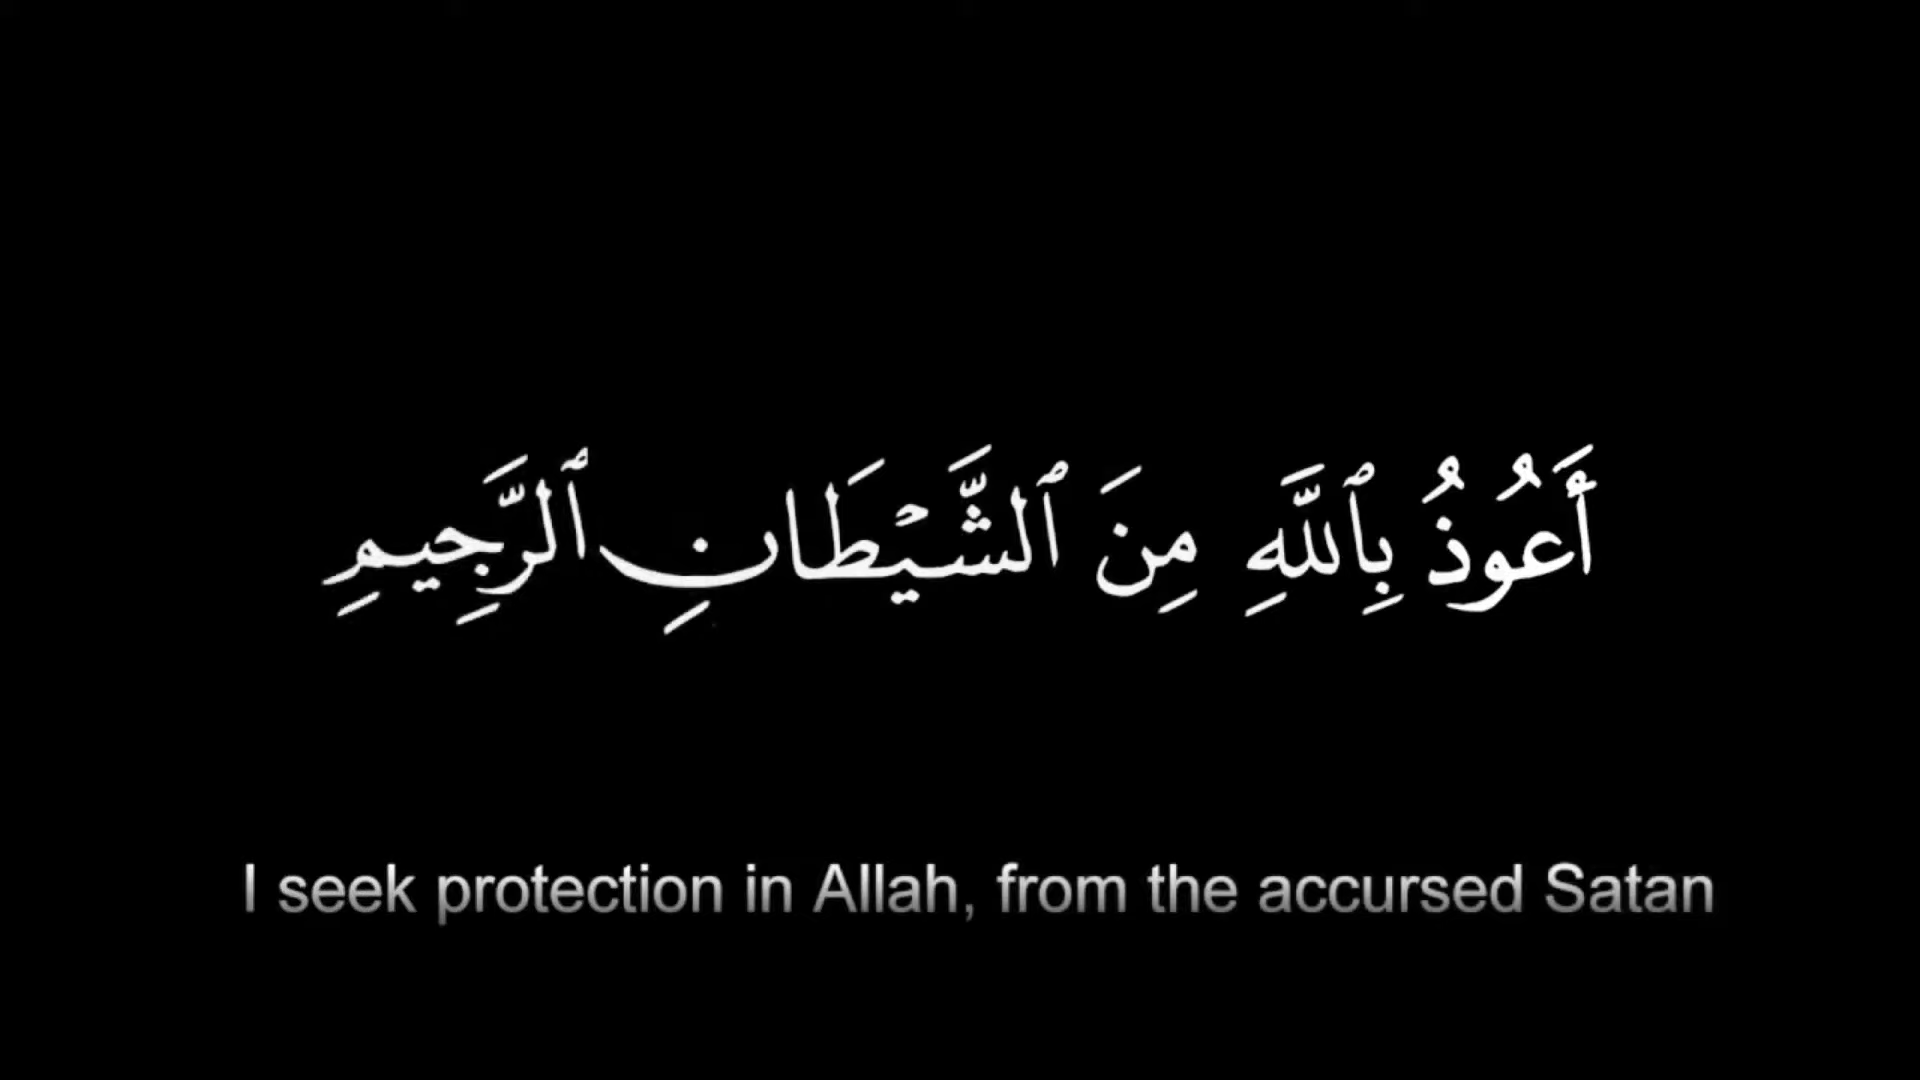 أَعُوذُ بِٱللَّهِ مِنَ ٱلشَّيْطَانِ ٱلرَّجِيمِ
I seek protection in Allah, from the accursed Satan